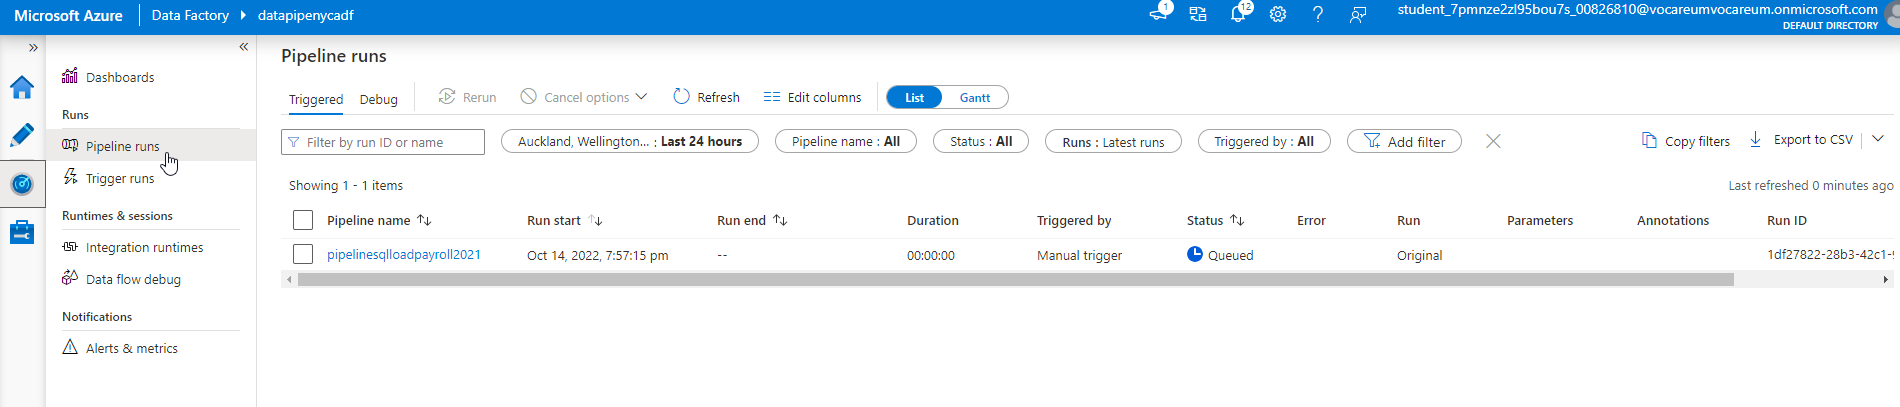 Microsoft Azure Data Factory datapipenycadf 1 12 student_7pmnze2zl95bou7s_00826810@vocareumvocareum.onmicrosoft.com
DEFAULT DIRECTORY
» «
Pipeline runs
Dashboards
Triggered Debug Rerun Cancel options Refresh Edit columns List Gantt
Runs
Pipeline runs
Filter by run ID or name Auckland, Wellington... : Last 24 hours Pipeline name : All Status : All Runs : Latest runs Triggered by : All Add filter Copy filters Export to CSV
Trigger runs
Showing 1 - 1 items Last refreshed 0 minutes ago
Runtimes & sessions
Pipeline name Run start Run end Duration Triggered by Status Error Run Parameters Annotations Run ID
Integration runtimes
pipelinesqlloadpayroll2021 Oct 14, 2022, 7:57:15 pm -- 00:00:00 Manual trigger Queued Original 1df27822-28b3-42c1-
Data flow debug
Notifications
Alerts & metrics